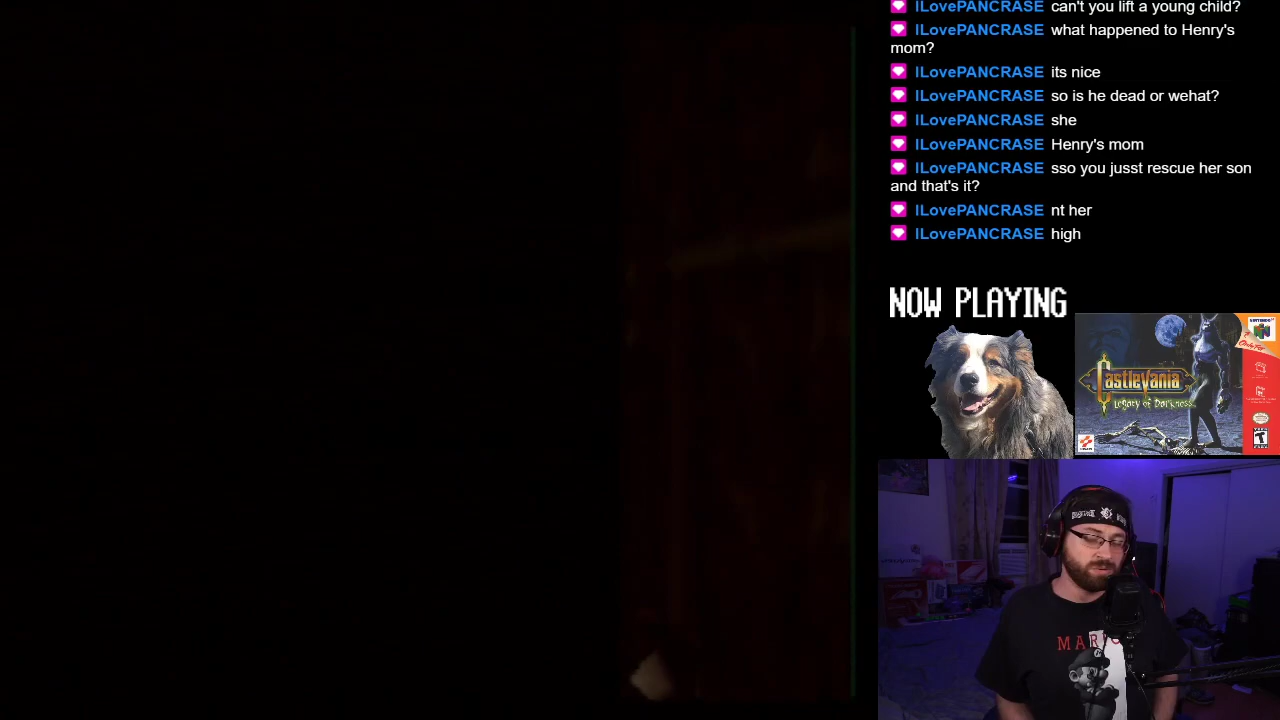 ILovePANCRASE can't you lift a young child?
ILovePANCRASE what happened to Henry's
mom?
ILovePANCRASE its nice
ILovePANCRASE so is he dead or wehat?
ILovePANCRASE she
ILovePANCRASE Henry's mom
ILovePANCRASE sso you jusst rescue her son
and that's it?
ILovePANCRASE nt her
ILovePANCRASE high
NOW PLAYING
Castlevania
Legacy of Darkness